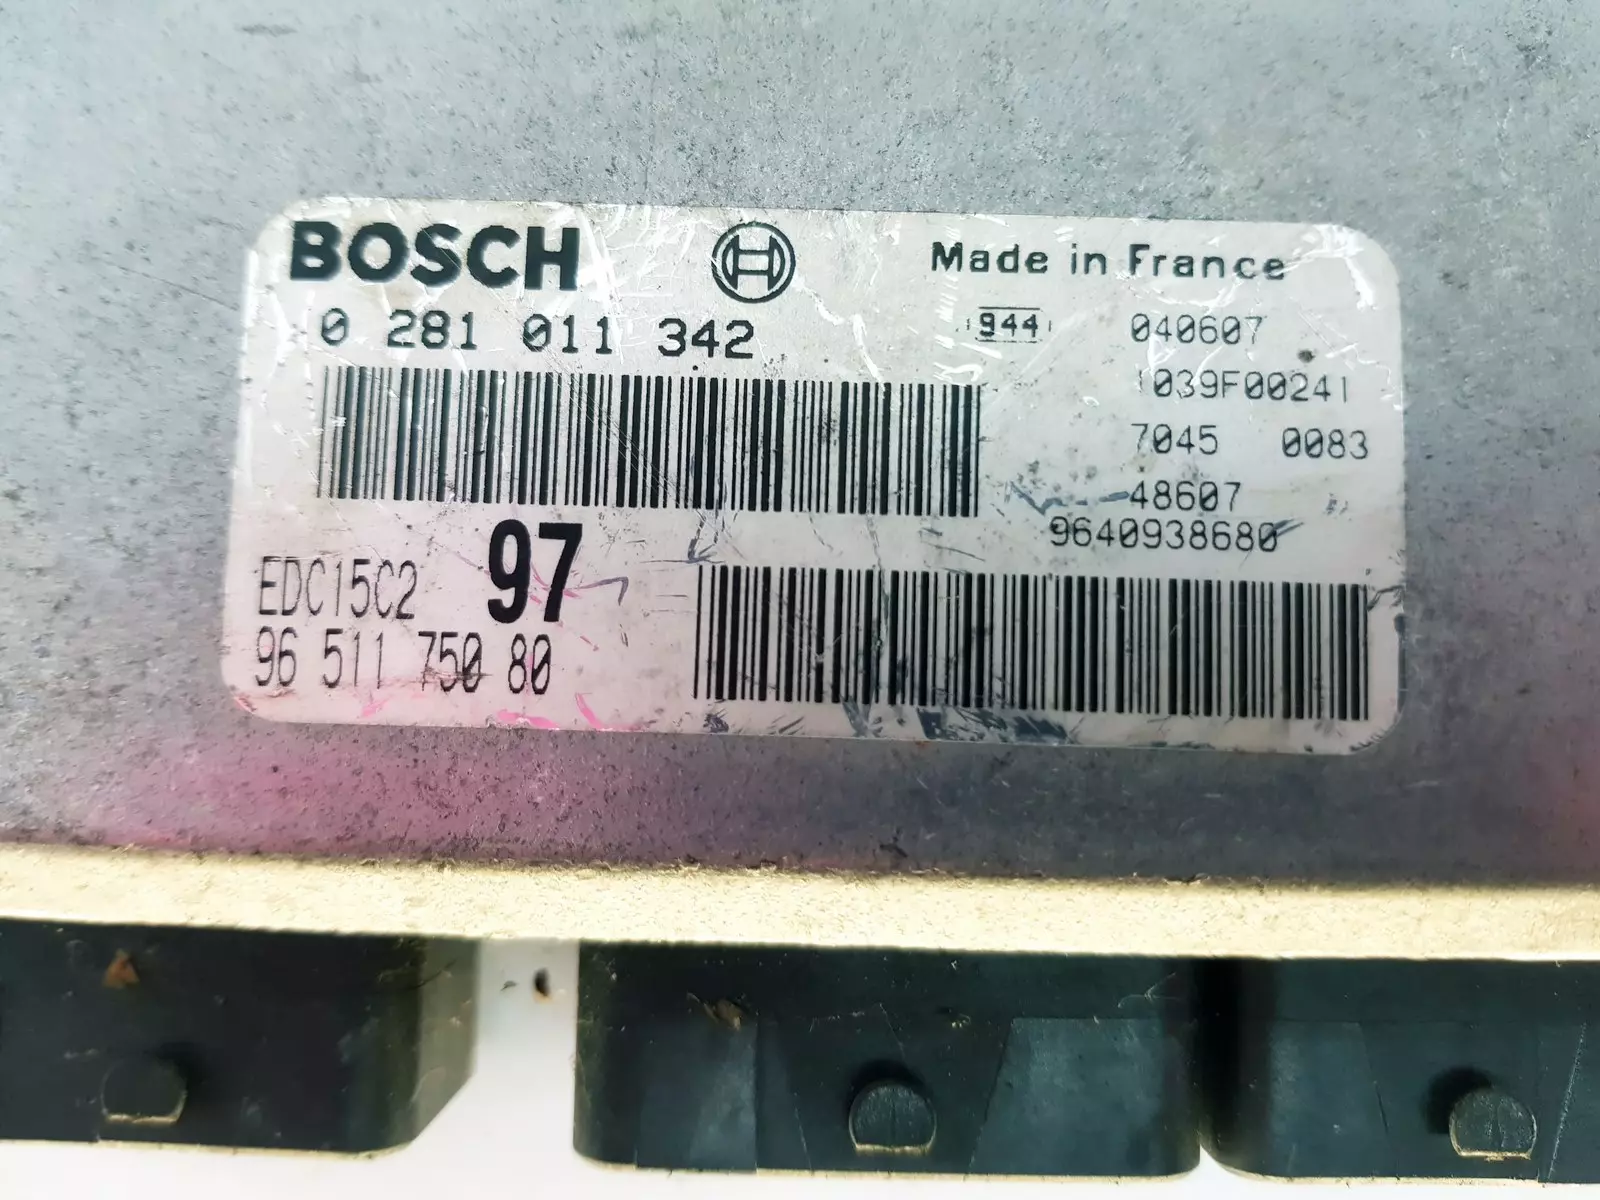 BOSCH
Made in France
0 281 011 342
944
040607
1039F00241
7045 0083
48607
9640938680
97
EDC15C2
96 511 750 80